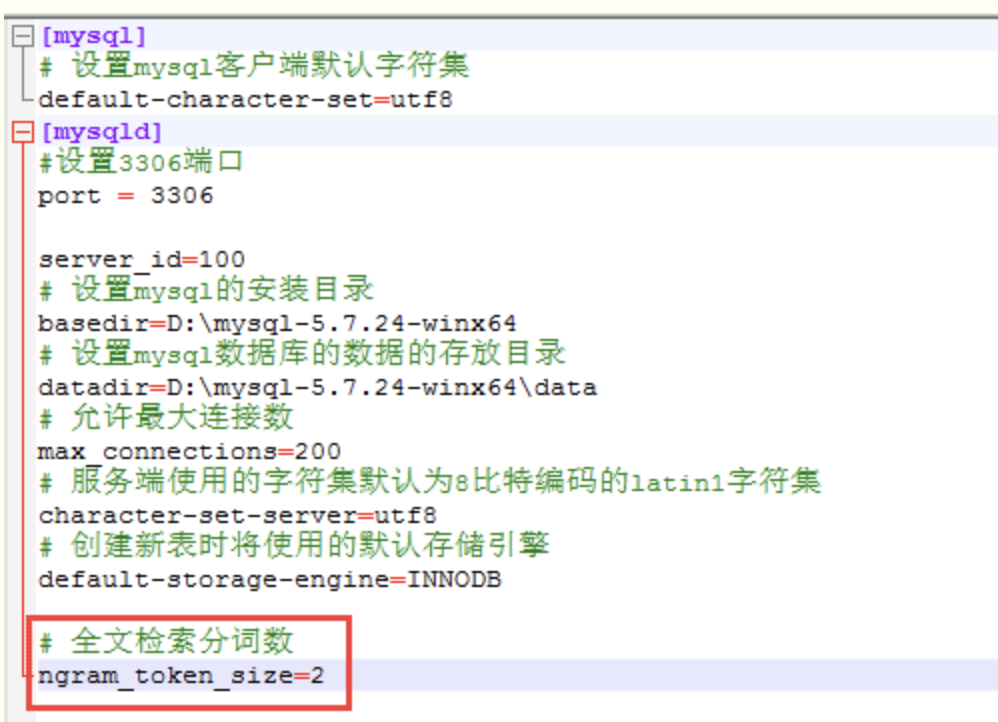 [mysql]
# 设置mysql客户端默认字符集
default-character-set=utf8
[mysqld]
#设置3306端口
port = 3306
server_id=100
# 设置mysql的安装目录
basedir=D:\mysql-5.7.24-winx64
# 设置mysql数据库的数据的存放目录
datadir=D:\mysql-5.7.24-winx64\data
# 允许最大连接数
max_connections=200
# 服务端使用的字符集默认为8比特编码的latin1字符集
character-set-server=utf8
# 创建新表时将使用的默认存储引擎
default-storage-engine=INNODB
# 全文检索分词数
ngram_token_size=2